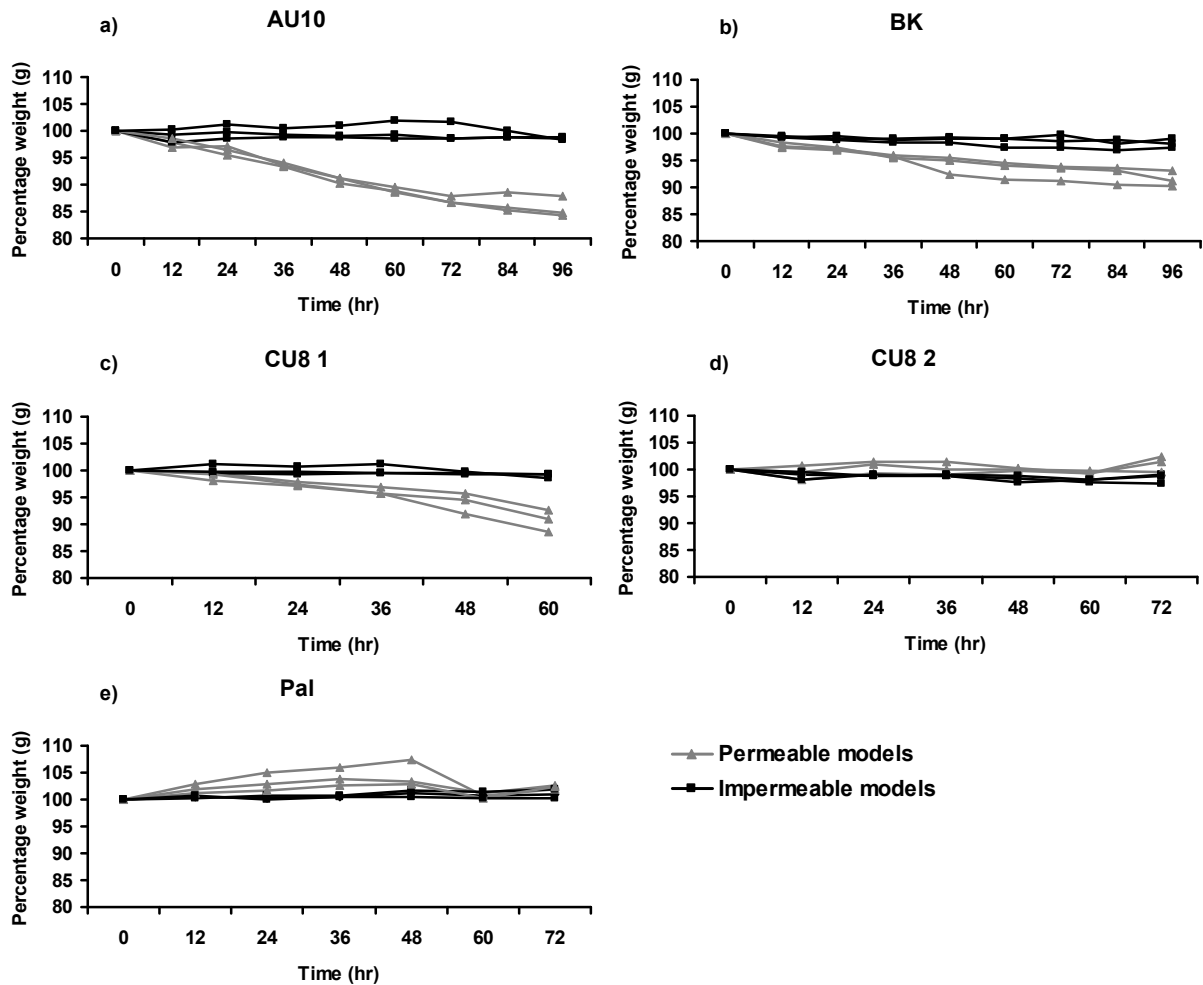 a) AU10
Percentage weight (g)
110
105
100
95
90
85
80
0 12 24 36 48 60 72 84 96
Time (hr)
b) BK
Percentage weight (g)
110
105
100
95
90
85
80
0 12 24 36 48 60 72 84 96
Time (hr)
c) CU8 1
Percentage weight (g)
110
105
100
95
90
85
80
0 12 24 36 48 60
Time (hr)
d) CU8 2
Percentage weight (g)
110
105
100
95
90
85
80
0 12 24 36 48 60 72
Time (hr)
e) Pal
Percentage weight (g)
110
105
100
95
90
85
80
0 12 24 36 48 60 72
Time (hr)
Permeable models
Impermeable models